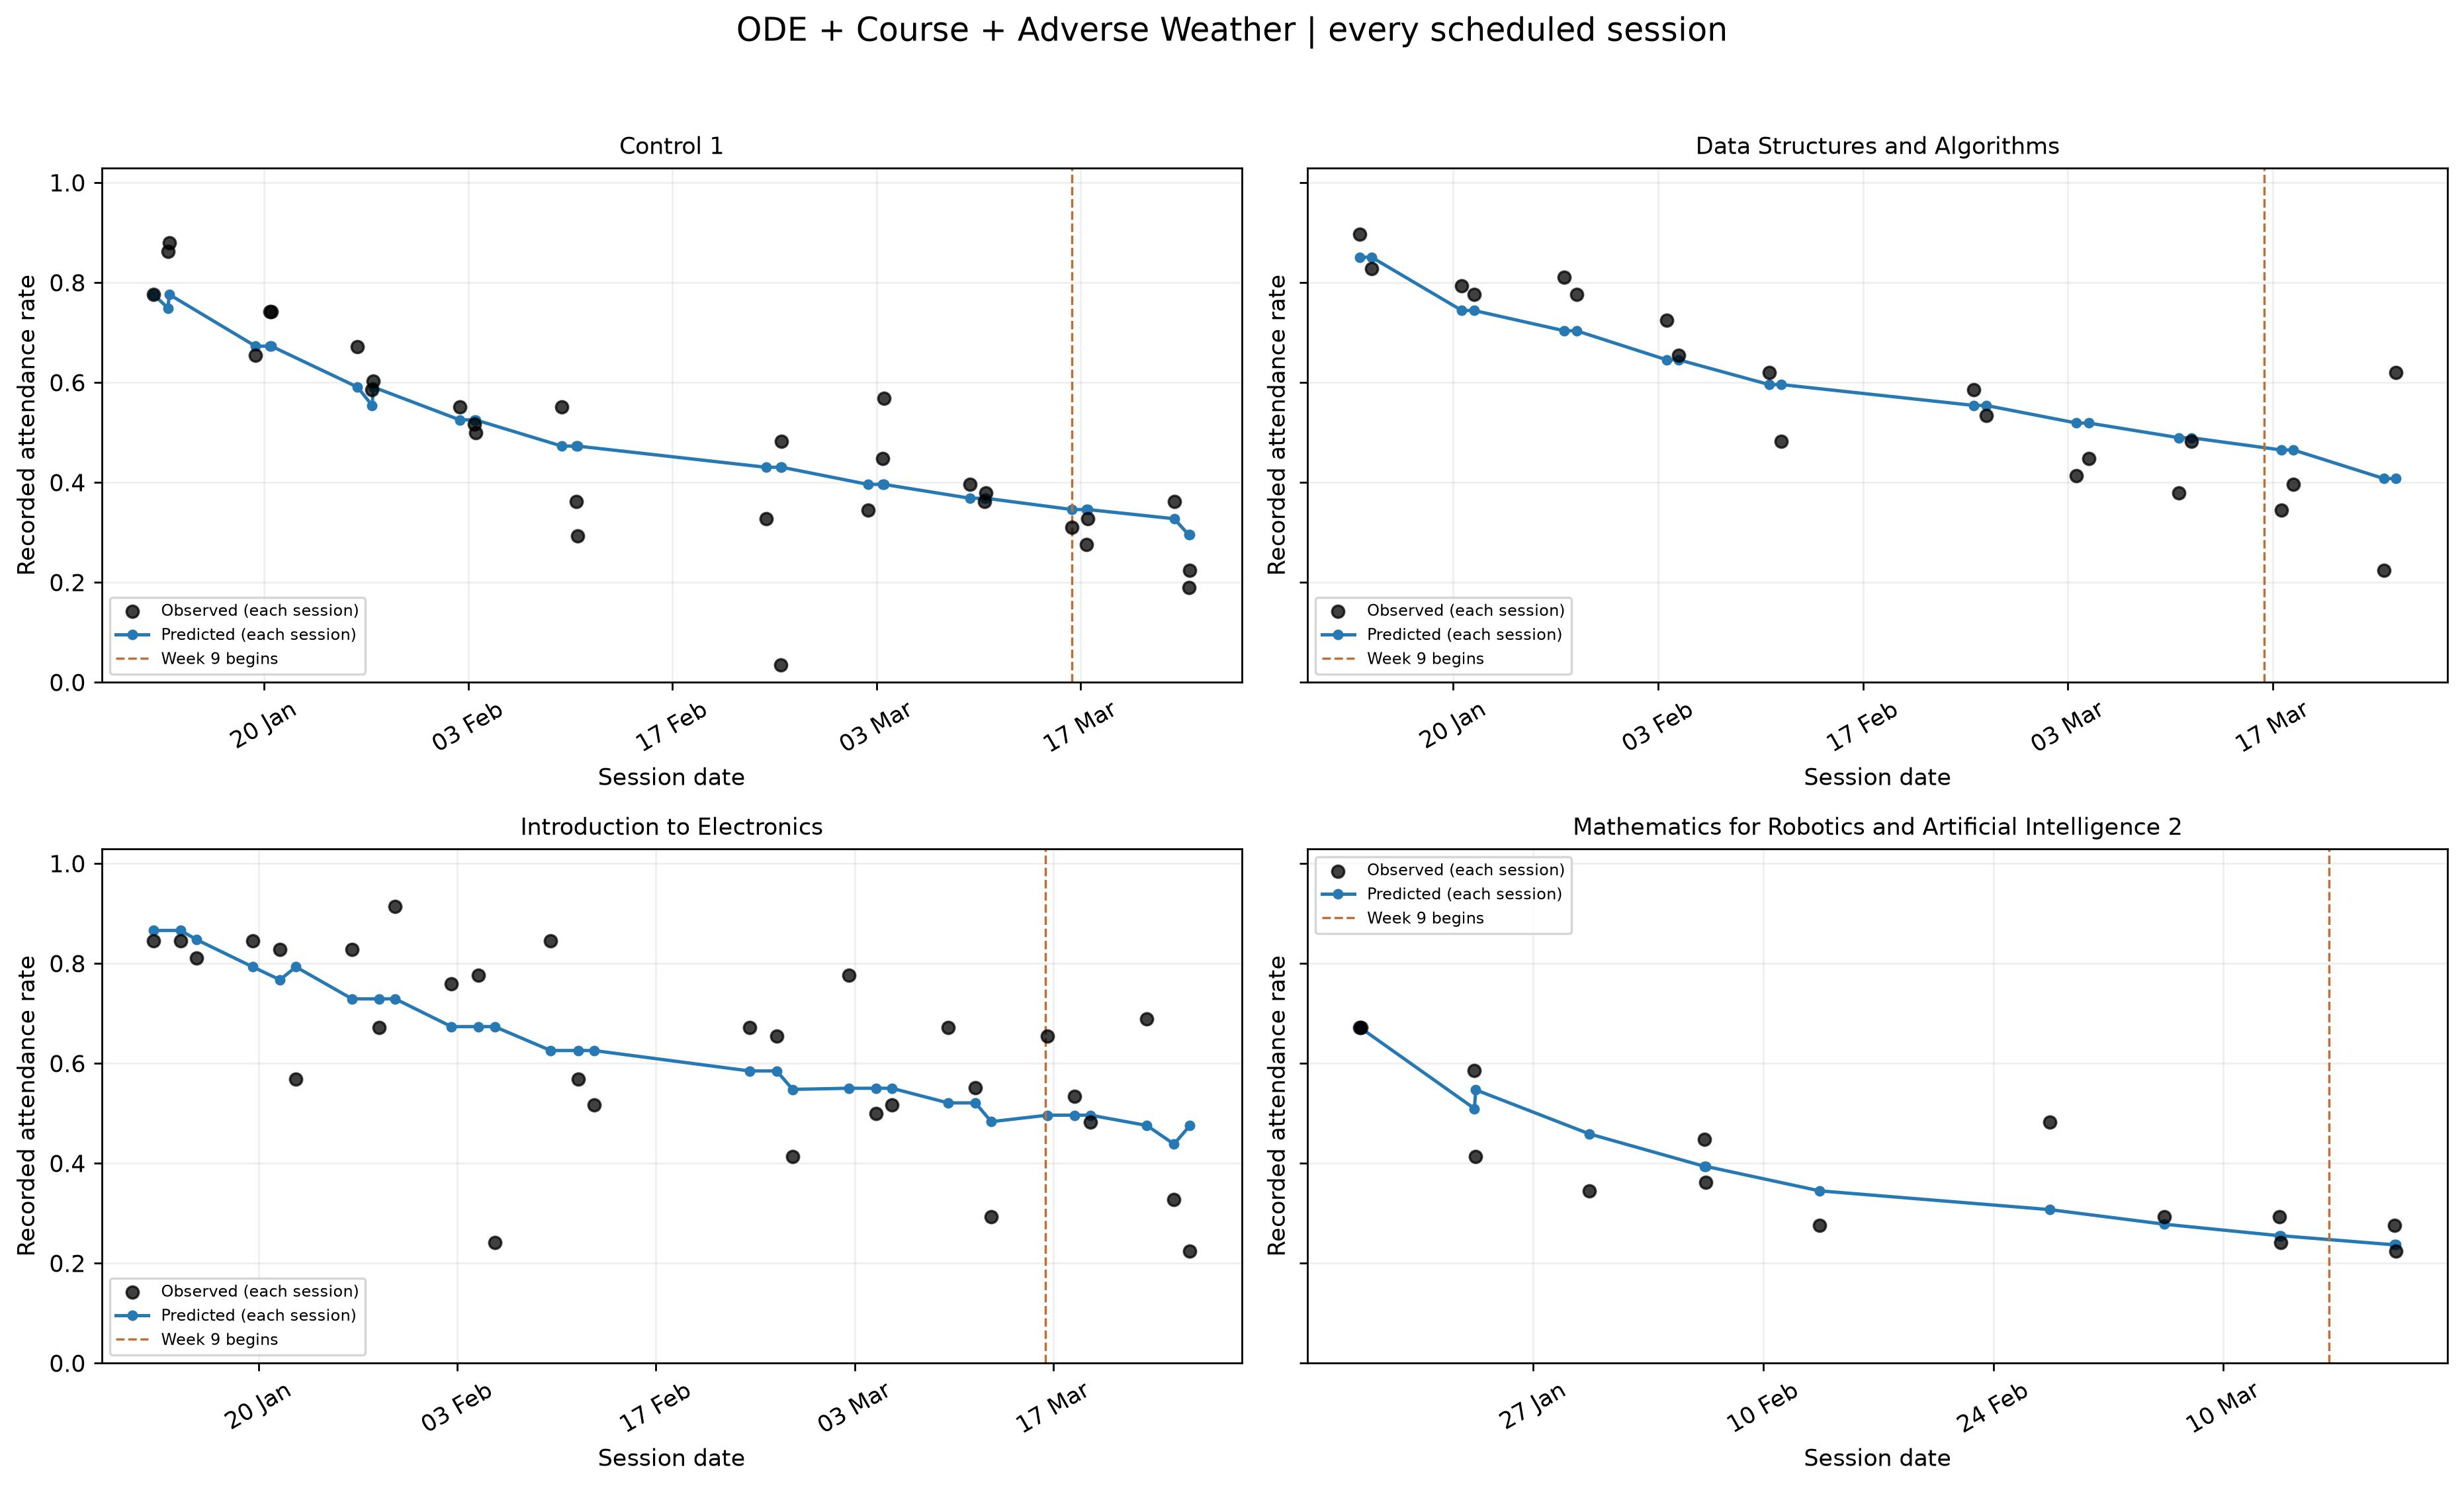 ODE + Course + Adverse Weather | every scheduled session
Control 1
Recorded attendance rate
1.0
0.8
0.6
0.4
0.2
0.0
Observed (each session)
Predicted (each session)
Week 9 begins
20 Jan
03 Feb
17 Feb
03 Mar
17 Mar
Session date
Data Structures and Algorithms
Recorded attendance rate
Observed (each session)
Predicted (each session)
Week 9 begins
20 Jan
03 Feb
17 Feb
03 Mar
17 Mar
Session date
Introduction to Electronics
Recorded attendance rate
1.0
0.8
0.6
0.4
0.2
0.0
Observed (each session)
Predicted (each session)
Week 9 begins
20 Jan
03 Feb
17 Feb
03 Mar
17 Mar
Session date
Mathematics for Robotics and Artificial Intelligence 2
Recorded attendance rate
Observed (each session)
Predicted (each session)
Week 9 begins
27 Jan
10 Feb
24 Feb
10 Mar
Session date